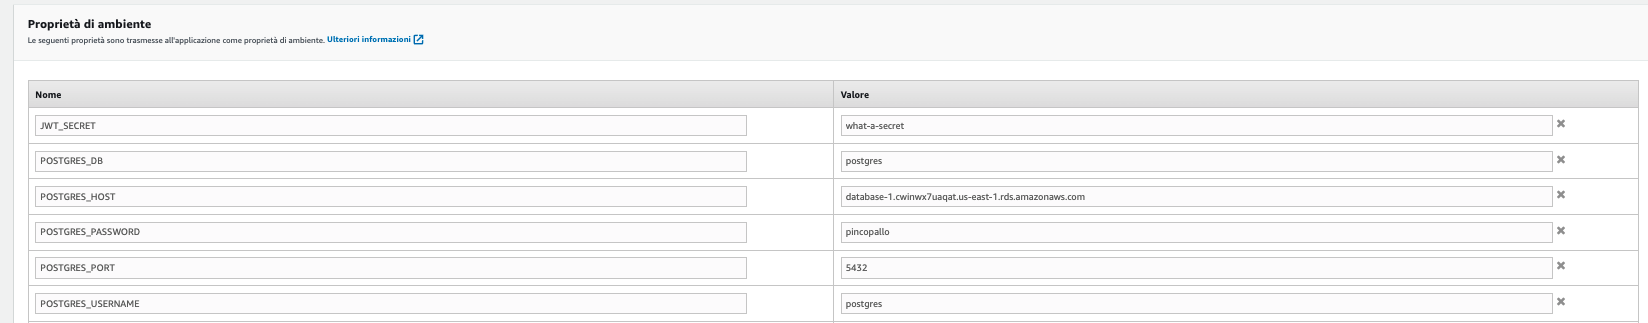 Proprietà di ambiente
Le seguenti proprietà sono trasmesse all'applicazione come proprietà di ambiente. Ulteriori informazioni
Nome Valore
JWT_SECRET what-a-secret
POSTGRES_DB postgres
POSTGRES_HOST database-1.cwinwx7uaqat.us-east-1.rds.amazonaws.com
POSTGRES_PASSWORD pincopallo
POSTGRES_PORT 5432
POSTGRES_USERNAME postgres